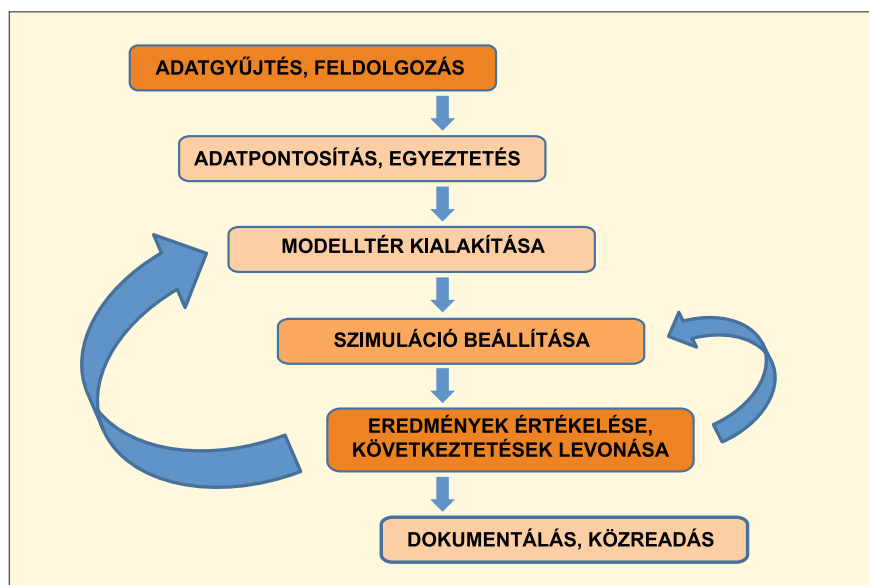 ADATGYŰJTÉS, FELDOLGOZÁS
ADATPONTOSÍTÁS, EGYEZTETÉS
MODELLTÉR KIALAKÍTÁSA
SZIMULÁCIÓ BEÁLLÍTÁSA
EREDMÉNYEK ÉRTÉKELÉSE,
KÖVETKEZTETÉSEK LEVONÁSA
DOKUMENTÁLÁS, KÖZREADÁS